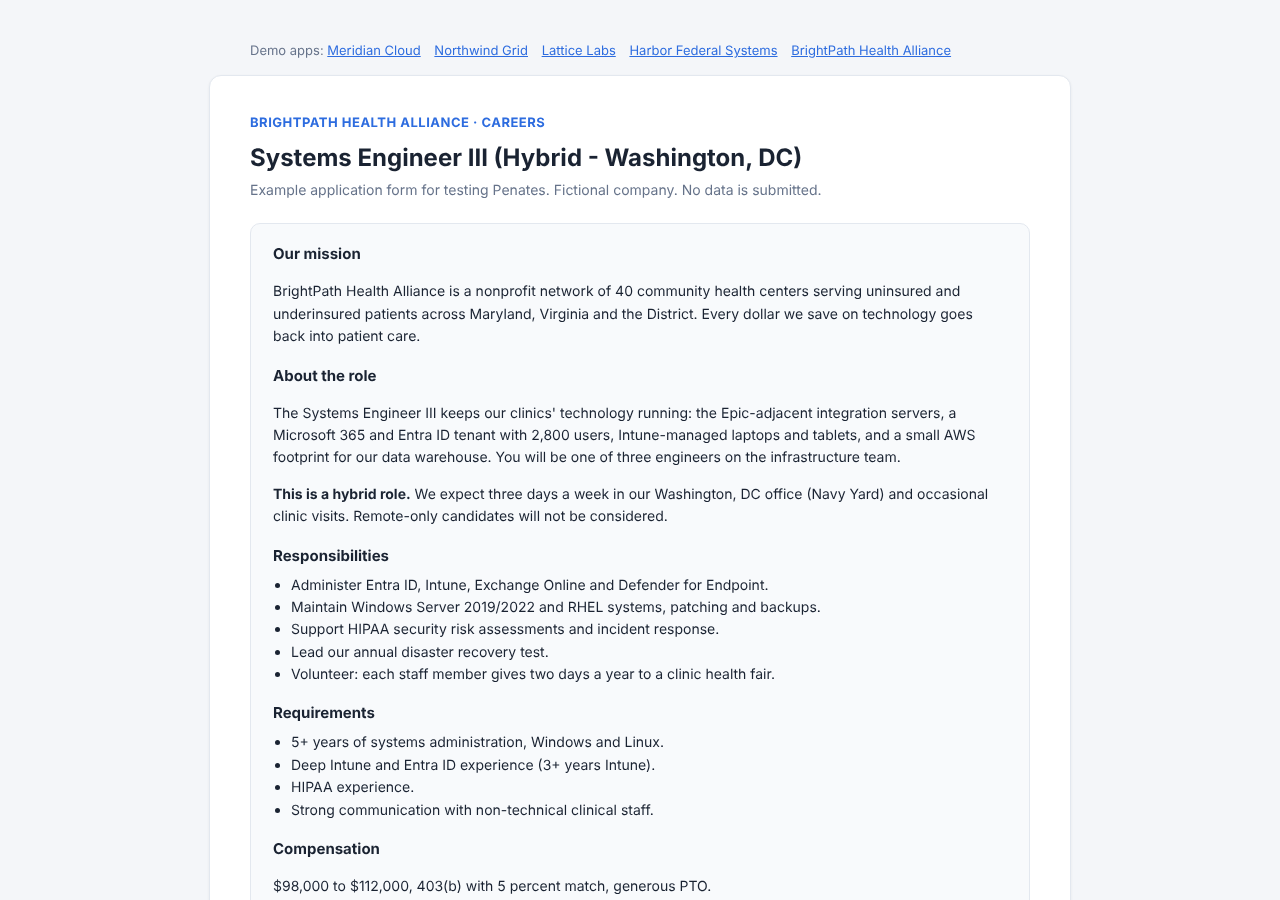 Demo apps: Meridian Cloud Northwind Grid Lattice Labs Harbor Federal Systems BrightPath Health Alliance
BRIGHTPATH HEALTH ALLIANCE · CAREERS
Systems Engineer III (Hybrid - Washington, DC)
Example application form for testing Penates. Fictional company. No data is submitted.
Our mission
BrightPath Health Alliance is a nonprofit network of 40 community health centers serving uninsured and
underinsured patients across Maryland, Virginia and the District. Every dollar we save on technology goes
back into patient care.
About the role
The Systems Engineer III keeps our clinics' technology running: the Epic-adjacent integration servers, a
Microsoft 365 and Entra ID tenant with 2,800 users, Intune-managed laptops and tablets, and a small AWS
footprint for our data warehouse. You will be one of three engineers on the infrastructure team.
This is a hybrid role. We expect three days a week in our Washington, DC office (Navy Yard) and occasional
clinic visits. Remote-only candidates will not be considered.
Responsibilities
• Administer Entra ID, Intune, Exchange Online and Defender for Endpoint.
• Maintain Windows Server 2019/2022 and RHEL systems, patching and backups.
• Support HIPAA security risk assessments and incident response.
• Lead our annual disaster recovery test.
• Volunteer: each staff member gives two days a year to a clinic health fair.
Requirements
• 5+ years of systems administration, Windows and Linux.
• Deep Intune and Entra ID experience (3+ years Intune).
• HIPAA experience.
• Strong communication with non-technical clinical staff.
Compensation
$98,000 to $112,000, 403(b) with 5 percent match, generous PTO.